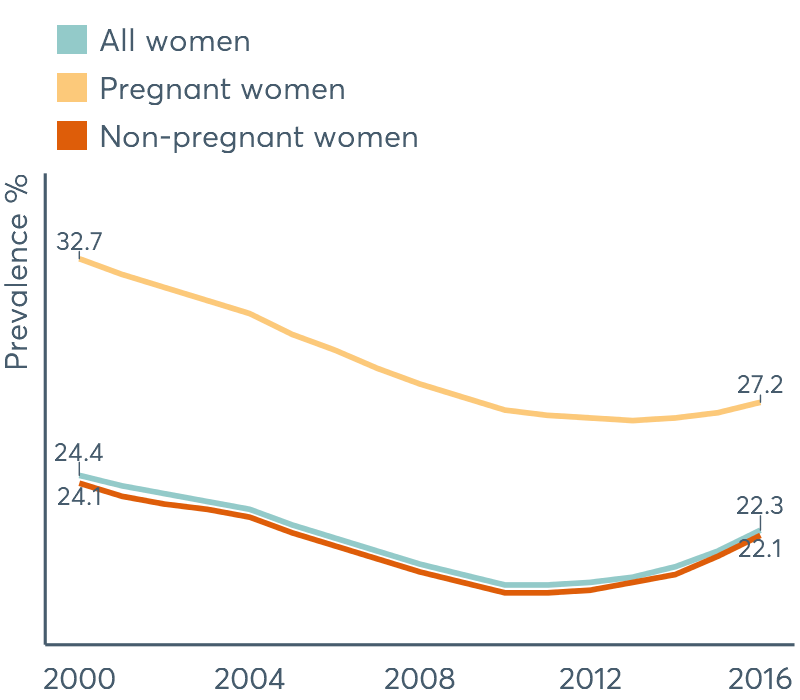 All women
Pregnant women
Non-pregnant women
Prevalence %
32.7
27.2
24.4
24.1
22.3
22.1
2000 2004 2008 2012 2016